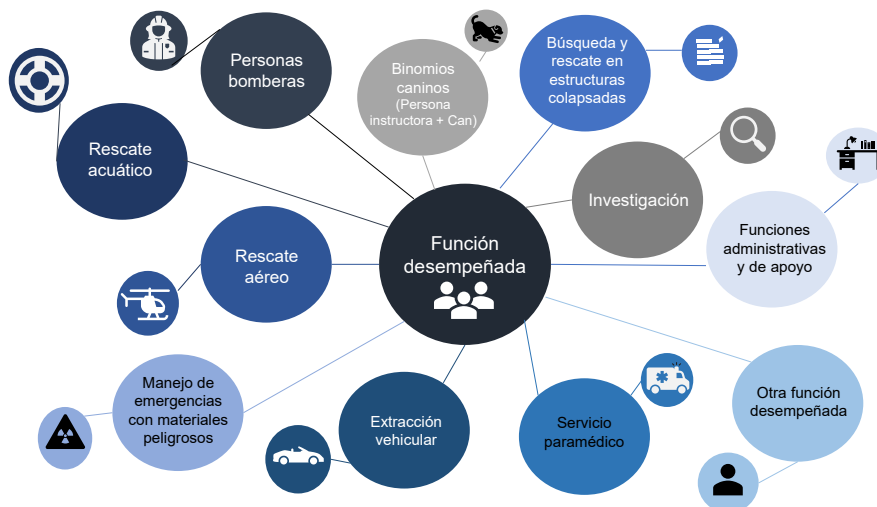 Personas
bomberas
Binomios
caninos
(Persona
instructora + Can)
Búsqueda y
rescate en
estructuras
colapsadas
Rescate
acuático
Investigación
Función
desempeñada
Funciones
administrativas
y de apoyo
Rescate
aéreo
Manejo de
emergencias
con materiales
peligrosos
Extracción
vehicular
Servicio
paramédico
Otra función
desempeñada